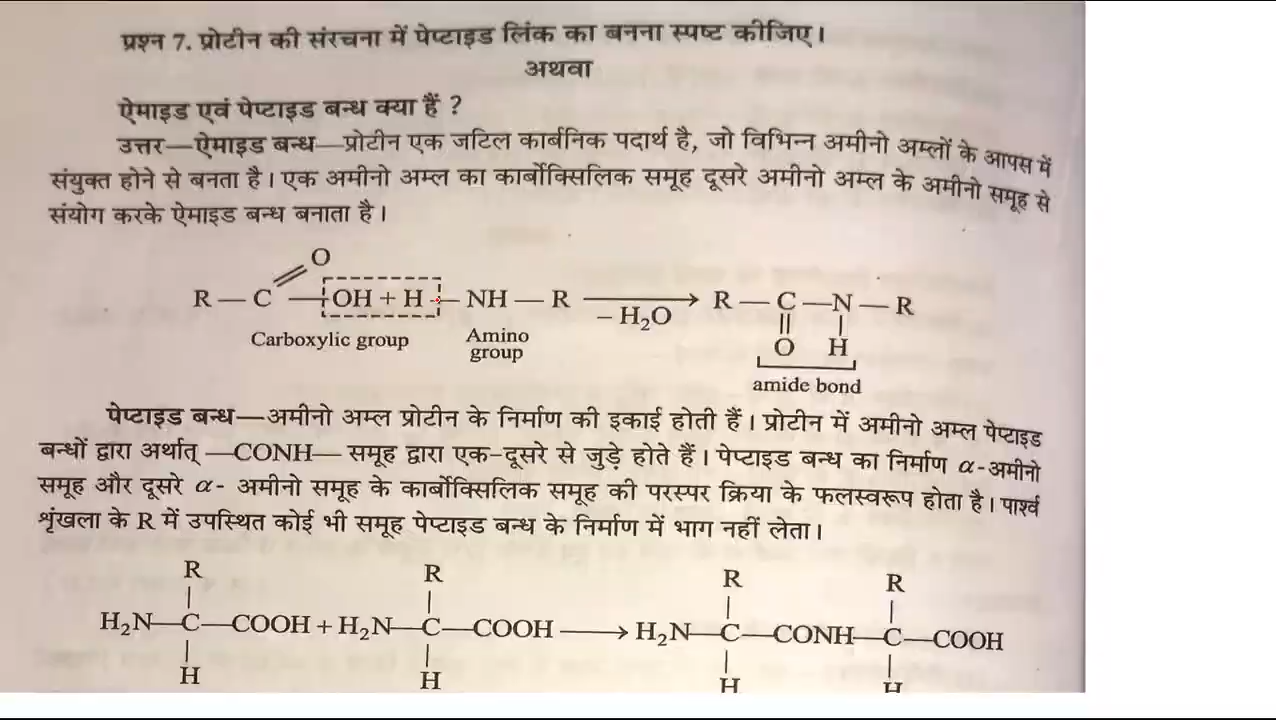 प्रश्न 7. प्रोटीन की संरचना में पेप्टाइड लिंक का बनना स्पष्ट कीजिए।
अथवा
ऐमाइड एवं पेप्टाइड बन्ध क्या हैं ?
उत्तर—ऐमाइड बन्ध—प्रोटीन एक जटिल कार्बनिक पदार्थ है, जो विभिन्न अमीनो अम्लों के आपस में
संयुक्त होने से बनता है। एक अमीनो अम्ल का कार्बोक्सिलिक समूह दूसरे अमीनो अम्ल के अमीनो समूह से
संयोग करके ऐमाइड बन्ध बनाता है।
O
R — C — OH + H — NH — R → R — C — N — R
– H₂O
Carboxylic group Amino group
O H
amide bond
पेप्टाइड बन्ध—अमीनो अम्ल प्रोटीन के निर्माण की इकाई होती हैं। प्रोटीन में अमीनो अम्ल पेप्टाइड
बन्धों द्वारा अर्थात् —CONH— समूह द्वारा एक-दूसरे से जुड़े होते हैं। पेप्टाइड बन्ध का निर्माण α-अमीनो
समूह और दूसरे α- अमीनो समूह के कार्बोक्सिलिक समूह की परस्पर क्रिया के फलस्वरूप होता है। पार्श्व
शृंखला के R में उपस्थित कोई भी समूह पेप्टाइड बन्ध के निर्माण में भाग नहीं लेता।
R R R R
H₂N—C—COOH + H₂N—C—COOH → H₂N—C—CONH—C—COOH
H H H H